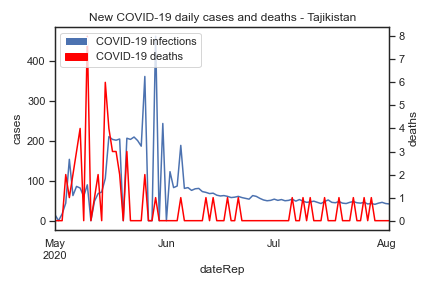 New COVID-19 daily cases and deaths - Tajikistan
COVID-19 infections
COVID-19 deaths
400
300
200
100
0
cases
8
7
6
5
4
3
2
1
0
deaths
May
2020
Jun
Jul
Aug
dateRep